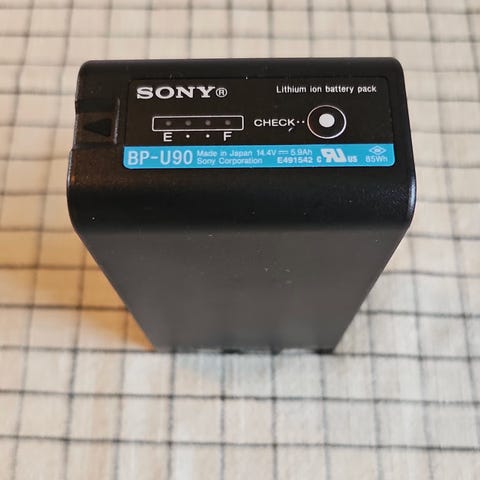 SONY®
Lithium ion battery pack
E · · F
CHECK··
BP-U90
Made in Japan 14.4V⎓5.9Ah
Sony Corporation E491542 c RU us
85Wh